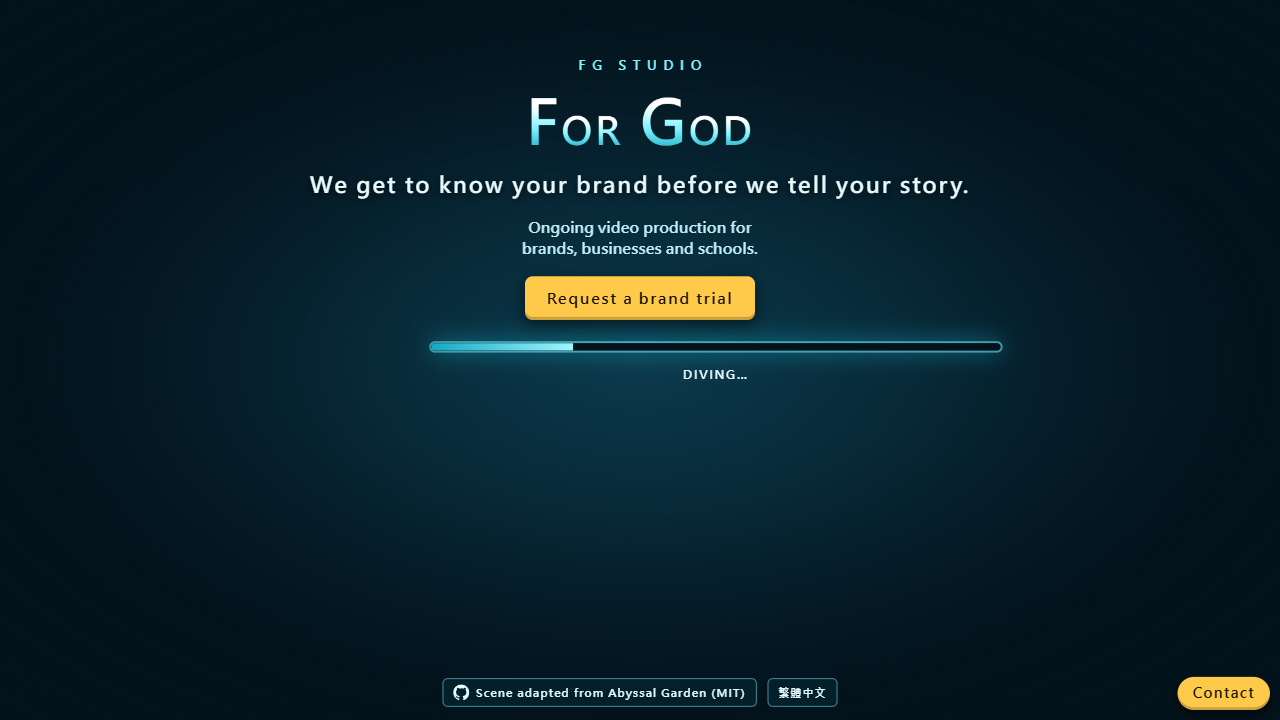 FG STUDIO
For God
We get to know your brand before we tell your story.
Ongoing video production for
brands, businesses and schools.
Request a brand trial
DIVING…
Scene adapted from Abyssal Garden (MIT)
繁體中文
Contact